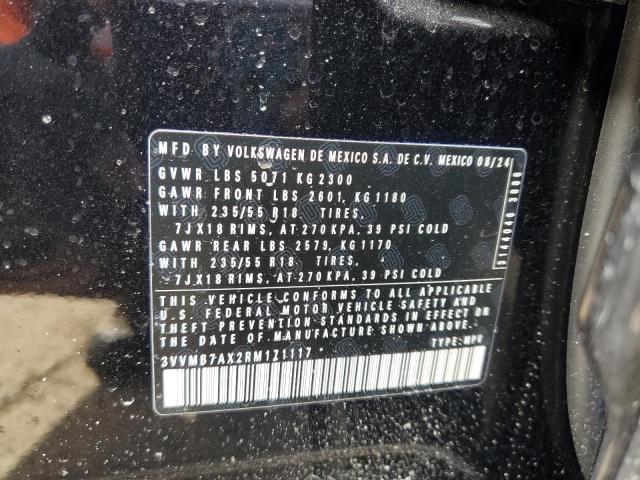 MFD. BY VOLKSWAGEN DE MEXICO S.A. DE C.V. MEXICO 08/24
GVWR LBS 5071 KG 2300
GAWR FRONT LBS 2601, KG 1180
WITH 235/55 R18 TIRES,
7JX18 RIMS, AT 270 KPA, 39 PSI COLD
GAWR REAR LBS 2579, KG 1170
WITH 235/55 R18 TIRES,
7JX18 RIMS, AT 270 KPA, 39 PSI COLD
THIS VEHICLE CONFORMS TO ALL APPLICABLE
U.S. FEDERAL MOTOR VEHICLE SAFETY AND
THEFT PREVENTION STANDARDS IN EFFECT ON
THE DATE OF MANUFACTURE SHOWN ABOVE.
3VVMB7AX2RM171117 TYPE: MPV